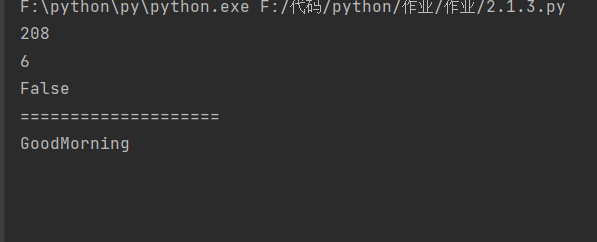 F:\python\py\python.exe F:/代码/python/作业/作业/2.1.3.py
208
6
False
====================
GoodMorning